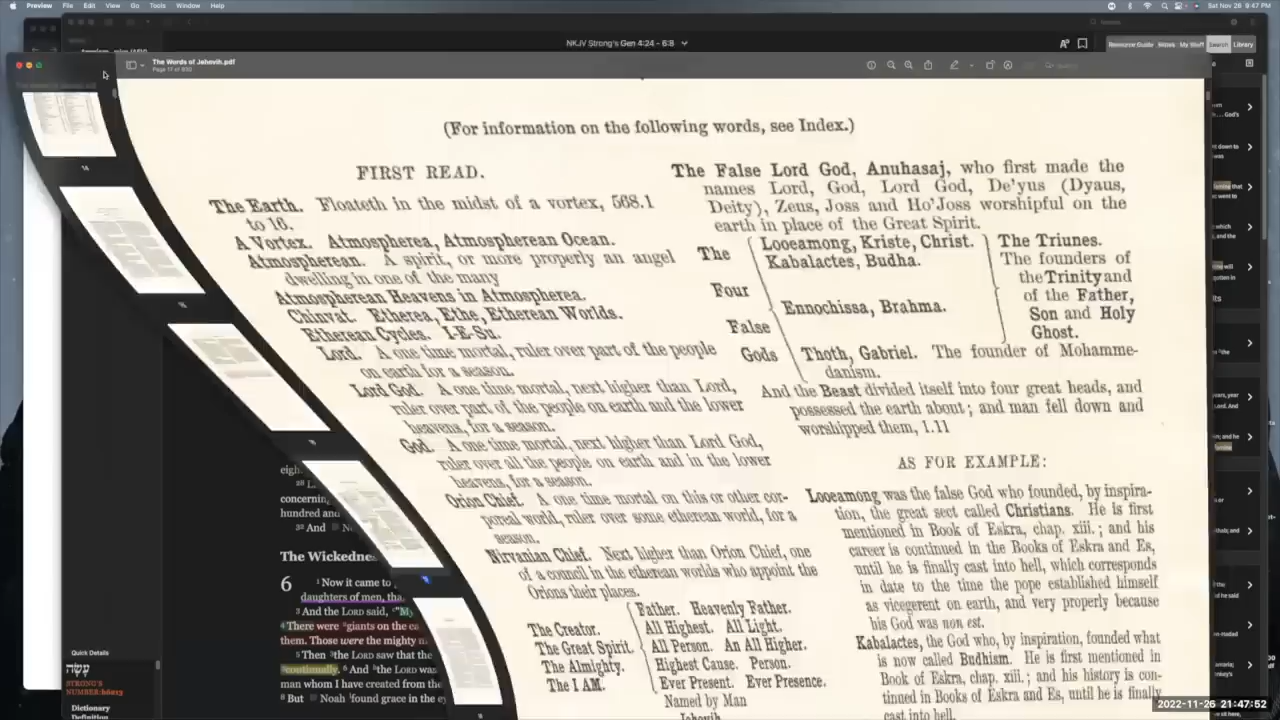 Preview File Edit View Go Tools Window Help
Sat Nov 26 9:47 PM
NKJV Strong's Gen 4:24 - 6:8
Resource Guide Notes My Stuff Search Library
The Words of Jehovih.pdf
(For information on the following words, see Index.)
FIRST READ.
The Earth. Floateth in the midst of a vortex, 568.1
to 16.
A Vortex. Atmospherea, Atmospherean Ocean.
Atmospherean. A spirit, or more properly an angel
dwelling in one of the many
Atmospherean Heavens in Atmospherea.
Chinvat. Etherea, Ethe, Etherean Worlds.
Etherean Cycles. I-E-Su.
Lord. A one time mortal, ruler over part of the people
on earth for a season.
Lord God. A one time mortal, next higher than Lord,
ruler over part of the people on earth and the lower
heavens, for a season.
God. A one time mortal, next higher than Lord God,
ruler over all the people on earth and in the lower
heavens, for a season.
Orion Chief. A one time mortal on this or other cor-
poreal world, ruler over some etherean world, for a
season.
Nirvanian Chief. Next higher than Orion Chief, one
of a council in the etherean worlds who appoint the
Orions their places.
The Creator.
The Great Spirit.
The Almighty.
The I AM.
Father. Heavenly Father.
All Highest. All Light.
All Person. An All Higher.
Highest Cause. Person.
Ever Present. Ever Presence.
Named by Man
Jehovih.
The False Lord God, Anuhasaj, who first made the
names Lord, God, Lord God, De'yus (Dyaus,
Deity), Zeus, Joss and Ho'Joss worshipful on the
earth in place of the Great Spirit.
The
Four
False
Gods
Looeamong, Kriste, Christ.
Kabalactes, Budha.
Ennochissa, Brahma.
The Triunes.
The founders of
the Trinity and
of the Father,
Son and Holy
Ghost.
Thoth, Gabriel. The founder of Mohamme-
danism.
And the Beast divided itself into four great heads, and
possessed the earth about; and man fell down and
worshipped them, 1.11
AS FOR EXAMPLE:
Looeamong was the false God who founded, by inspira-
tion, the great sect called Christians. He is first
mentioned in Book of Eskra, chap. xiii.; and his
career is continued in the Books of Eskra and Es,
until he is finally cast into hell, which corresponds
in date to the time the pope established himself
as vicegerent on earth, and very properly because
his God was non est.
Kabalactes, the God who, by inspiration, founded what
is now called Budhism. He is first mentioned in
Book of Eskra, chap. xiii.; and his history is con-
tinued in Books of Eskra and Es, until he is finally
cast into hell.
concerning
hundred and
32 And
The Wickedne
6 1 Now it came to
daughters of men, tha
3 And the LORD said, "My
4 There were giants on the ea
them. Those were the mighty
5 Then the LORD saw that the
continually. 6 And the LORD was
man whom I have created from the
8 But Noah found grace in the ey
Quick Details
עָשָׂה
STRONG'S
NUMBER:
Dictionary
Definition
2022-11-26 21:47:52